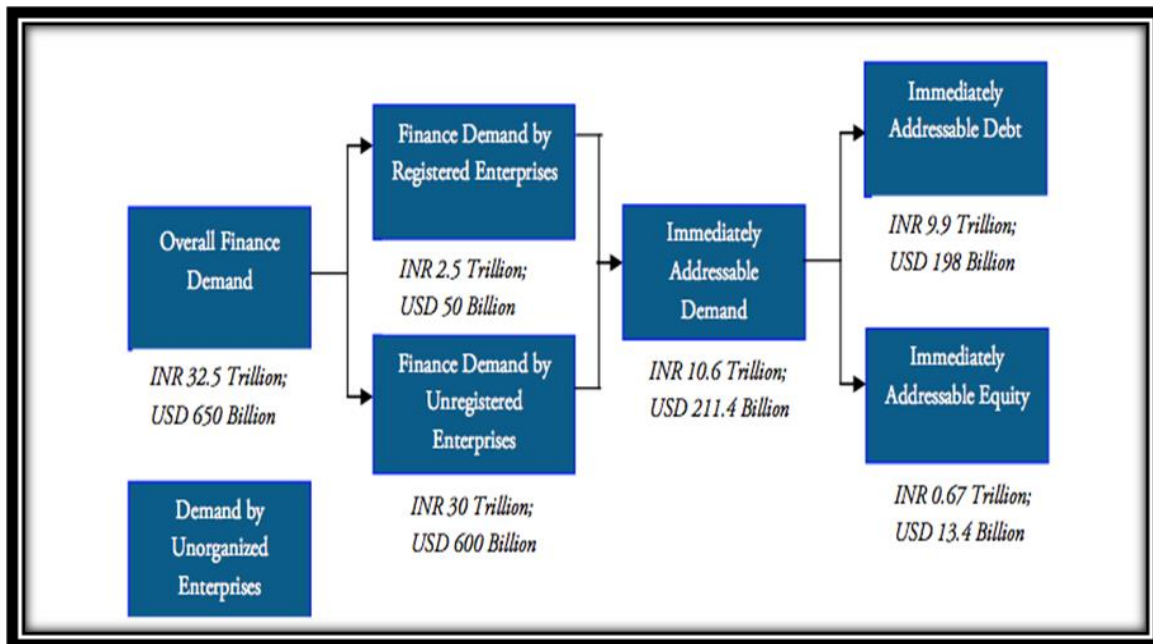 Overall Finance
Demand
INR 32.5 Trillion;
USD 650 Billion
Demand by
Unorganized
Enterprises
Finance Demand by
Registered Enterprises
INR 2.5 Trillion;
USD 50 Billion
Finance Demand by
Unregistered
Enterprises
INR 30 Trillion;
USD 600 Billion
Immediately
Addressable
Demand
INR 10.6 Trillion;
USD 211.4 Billion
Immediately
Addressable Debt
INR 9.9 Trillion;
USD 198 Billion
Immediately
Addressable Equity
INR 0.67 Trillion;
USD 13.4 Billion